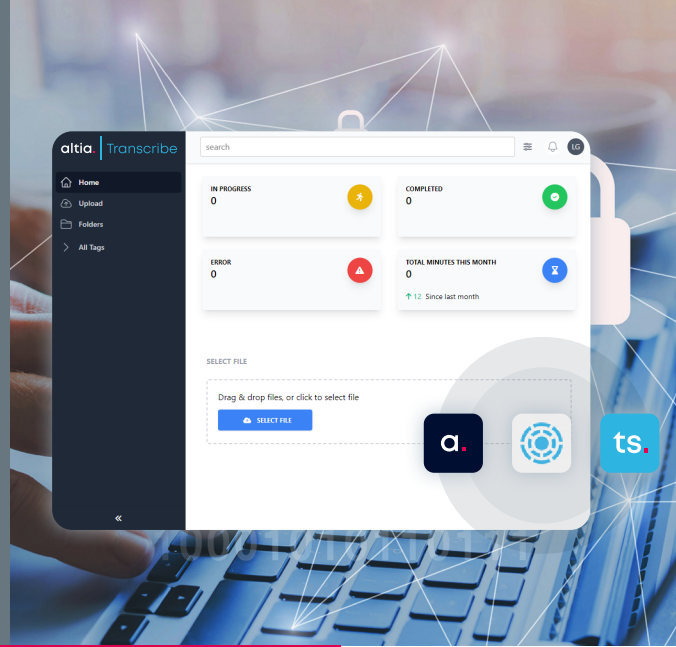 altia. Transcribe
search
LG
Home
Upload
Folders
All Tags
IN PROGRESS
0
COMPLETED
0
ERROR
0
TOTAL MINUTES THIS MONTH
0
↑ 12 Since last month
SELECT FILE
Drag & drop files, or click to select file
SELECT FILE
a.
ts.
«